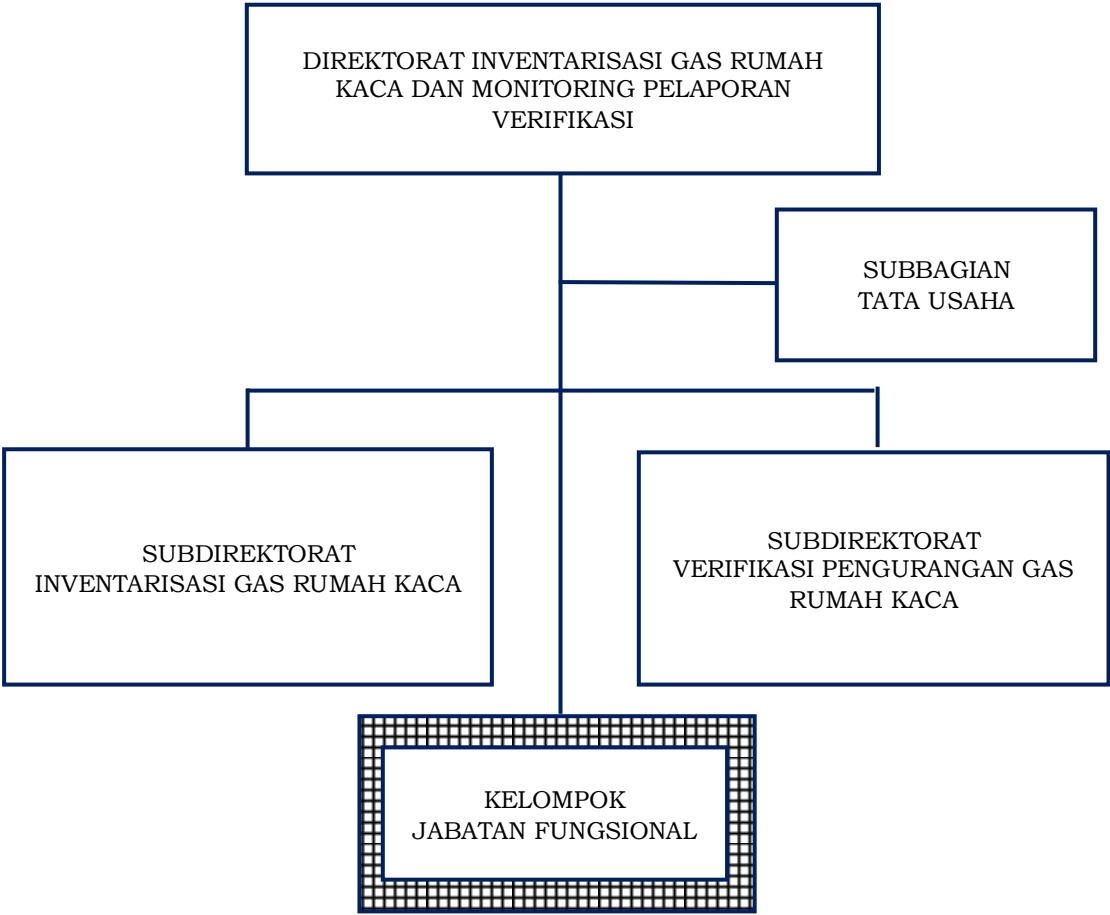 DIREKTORAT INVENTARISASI GAS RUMAH
KACA DAN MONITORING PELAPORAN
VERIFIKASI
SUBBAGIAN
TATA USAHA
SUBDIREKTORAT
INVENTARISASI GAS RUMAH KACA
SUBDIREKTORAT
VERIFIKASI PENGURANGAN GAS
RUMAH KACA
KELOMPOK
JABATAN FUNGSIONAL